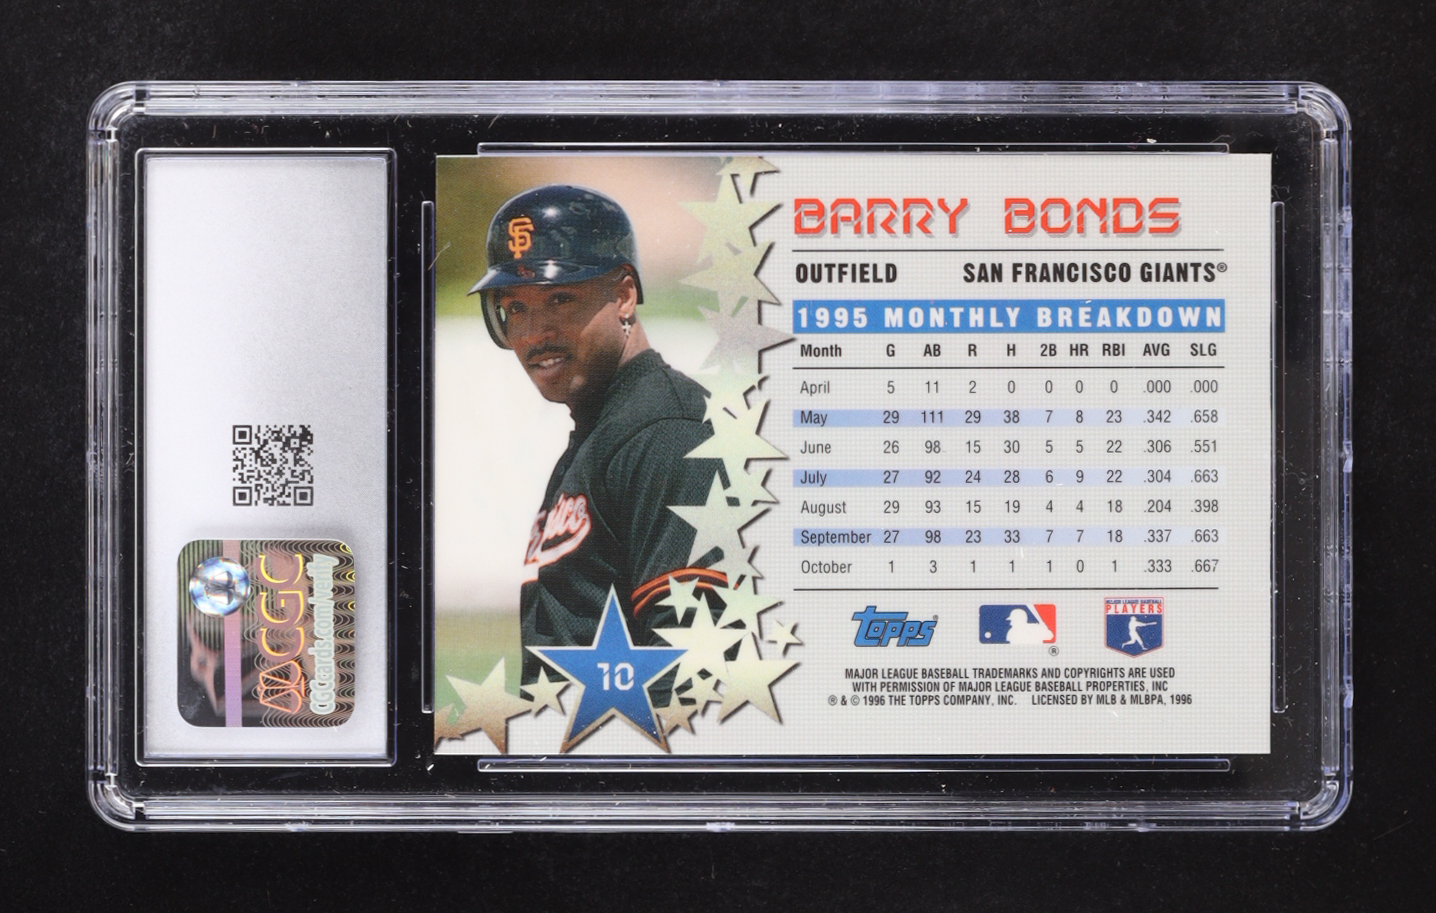 BARRY BONDS
OUTFIELD SAN FRANCISCO GIANTS®
1995 MONTHLY BREAKDOWN
Month G AB R H 2B HR RBI AVG SLG
April 5 11 2 0 0 0 0 .000 .000
May 29 111 29 38 7 8 23 .342 .658
June 26 98 15 30 5 5 22 .306 .551
July 27 92 24 28 6 9 22 .304 .663
August 29 93 15 19 4 4 18 .204 .398
September 27 98 23 33 7 7 18 .337 .663
October 1 3 1 1 1 0 1 .333 .667
topps®
MAJOR LEAGUE BASEBALL
PLAYERS
®
MAJOR LEAGUE BASEBALL TRADEMARKS AND COPYRIGHTS ARE USED
WITH PERMISSION OF MAJOR LEAGUE BASEBALL PROPERTIES, INC
® & © 1996 THE TOPPS COMPANY, INC. LICENSED BY MLB & MLBPA, 1996
10
SF
CGC
CGCcards.com/verify